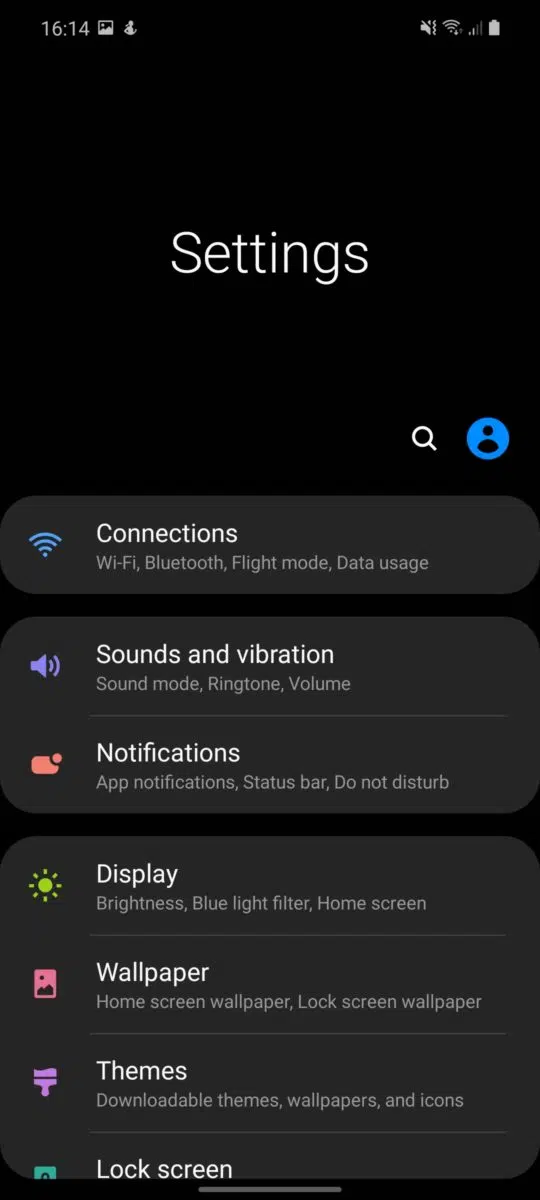 16:14
Settings
Connections
Wi-Fi, Bluetooth, Flight mode, Data usage
Sounds and vibration
Sound mode, Ringtone, Volume
Notifications
App notifications, Status bar, Do not disturb
Display
Brightness, Blue light filter, Home screen
Wallpaper
Home screen wallpaper, Lock screen wallpaper
Themes
Downloadable themes, wallpapers, and icons
Lock screen